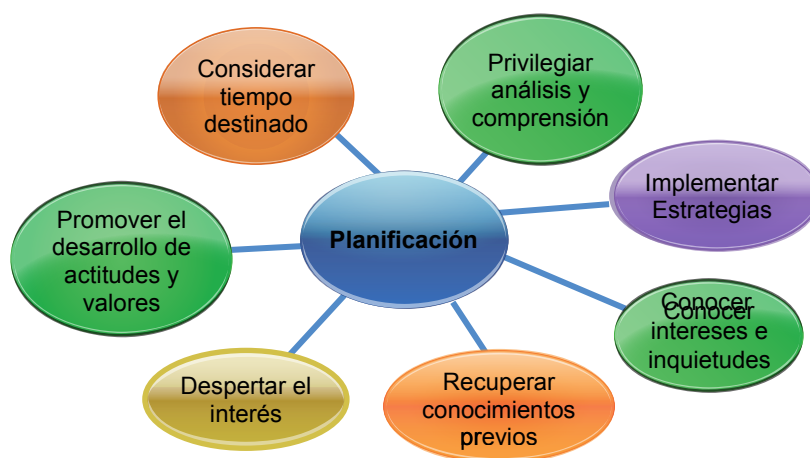 Considerar
tiempo
destinado
Privilegiar
análisis y
comprensión
Implementar
Estrategias
Planificación
Promover el
desarrollo de
actitudes y
valores
Conocer
Conocer
intereses e
inquietudes
Despertar el
interés
Recuperar
conocimientos
previos